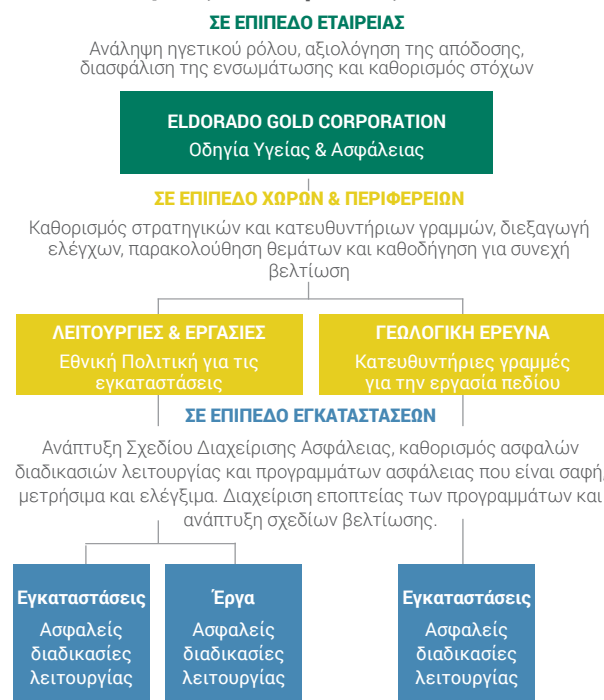 ΣΕ ΕΠΙΠΕΔΟ ΕΤΑΙΡΕΙΑΣ
Ανάληψη ηγετικού ρόλου, αξιολόγηση της απόδοσης,
διασφάλιση της ενσωμάτωσης και καθορισμός στόχων
ELDORADO GOLD CORPORATION
Οδηγία Υγείας & Ασφάλειας
ΣΕ ΕΠΙΠΕΔΟ ΧΩΡΩΝ & ΠΕΡΙΦΕΡΕΙΩΝ
Καθορισμός στρατηγικών και κατευθυντήριων γραμμών, διεξαγωγή
ελέγχων, παρακολούθηση θεμάτων και καθοδήγηση για συνεχή
βελτίωση
ΛΕΙΤΟΥΡΓΙΕΣ & ΕΡΓΑΣΙΕΣ
Εθνική Πολιτική για τις
εγκαταστάσεις
ΓΕΩΛΟΓΙΚΗ ΕΡΕΥΝΑ
Κατευθυντήριες γραμμές
για την εργασία πεδίου
ΣΕ ΕΠΙΠΕΔΟ ΕΓΚΑΤΑΣΤΑΣΕΩΝ
Ανάπτυξη Σχεδίου Διαχείρισης Ασφάλειας, καθορισμός ασφαλών
διαδικασιών λειτουργίας και προγραμμάτων ασφάλειας που είναι σαφή,
μετρήσιμα και ελέγξιμα. Διαχείριση εποπτείας των προγραμμάτων και
ανάπτυξη σχεδίων βελτίωσης.
Εγκαταστάσεις
Ασφαλείς
διαδικασίες
λειτουργίας
Έργα
Ασφαλείς
διαδικασίες
λειτουργίας
Εγκαταστάσεις
Ασφαλείς
διαδικασίες
λειτουργίας